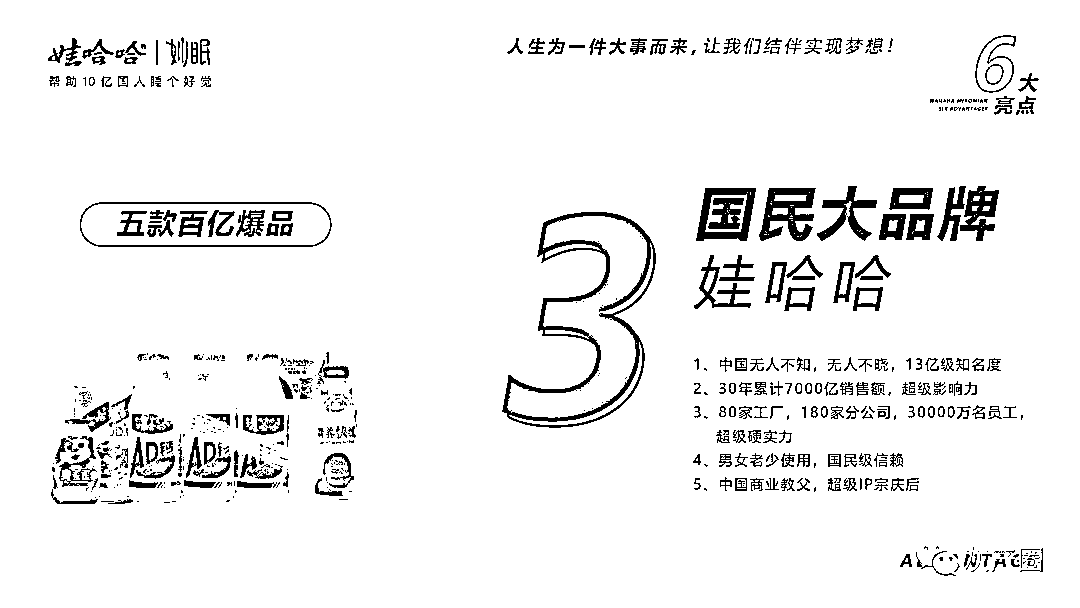 娃哈哈 | 妙眠
帮助10亿国人睡个好觉
人生为一件大事而来，让我们结伴实现梦想！
6大
亮点
WAHAHA MIAOMIAN
SIX ADVANTAGES
五款百亿爆品
3
国民大品牌
娃哈哈
1、中国无人不知，无人不晓，13亿级知名度
2、30年累计7000亿销售额，超级影响力
3、80家工厂，180家分公司，30000万名员工，
超级硬实力
4、男女老少使用，国民级信赖
5、中国商业教父，超级IP宗庆后
AD
AD
AD